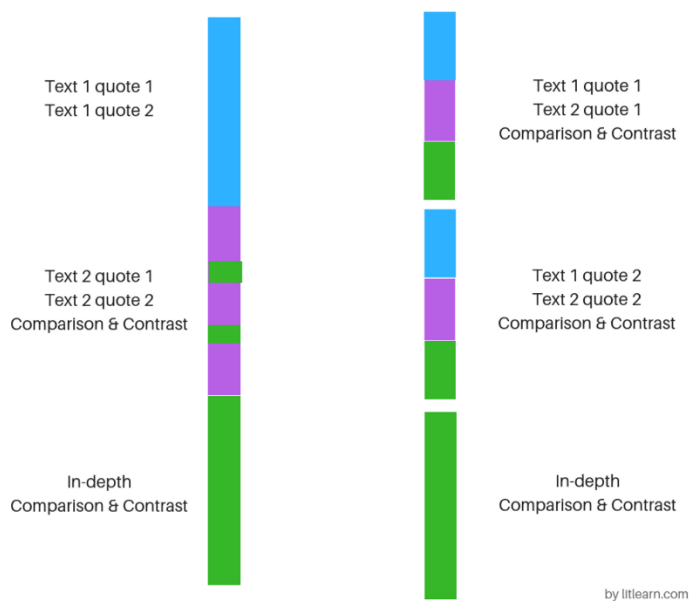 Text 1 quote 1
Text 1 quote 2
Text 2 quote 1
Text 2 quote 2
Comparison & Contrast
In-depth
Comparison & Contrast
Text 1 quote 1
Text 2 quote 1
Comparison & Contrast
Text 1 quote 2
Text 2 quote 2
Comparison & Contrast
In-depth
Comparison & Contrast
by litlearn.com